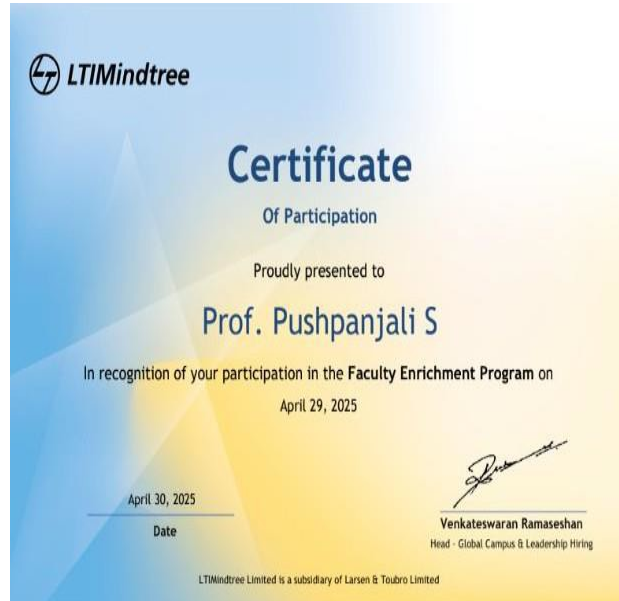 LTIMindtree
Certificate
Of Participation
Proudly presented to
Prof. Pushpanjali S
In recognition of your participation in the Faculty Enrichment Program on
April 29, 2025
April 30, 2025
Date
Venkateswaran Ramaseshan
Head - Global Campus & Leadership Hiring
LTIMindtree Limited is a subsidiary of Larsen & Toubro Limited